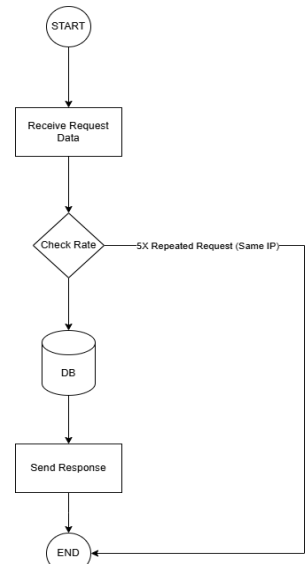 START
Receive Request
Data
Check Rate
5X Repeated Request (Same IP)
DB
Send Response
END